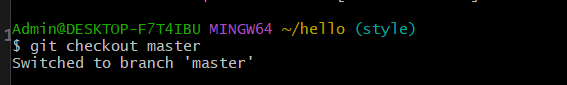 Admin@DESKTOP-F7T4IBU MINGW64 ~/hello (style)
$ git checkout master
Switched to branch 'master'